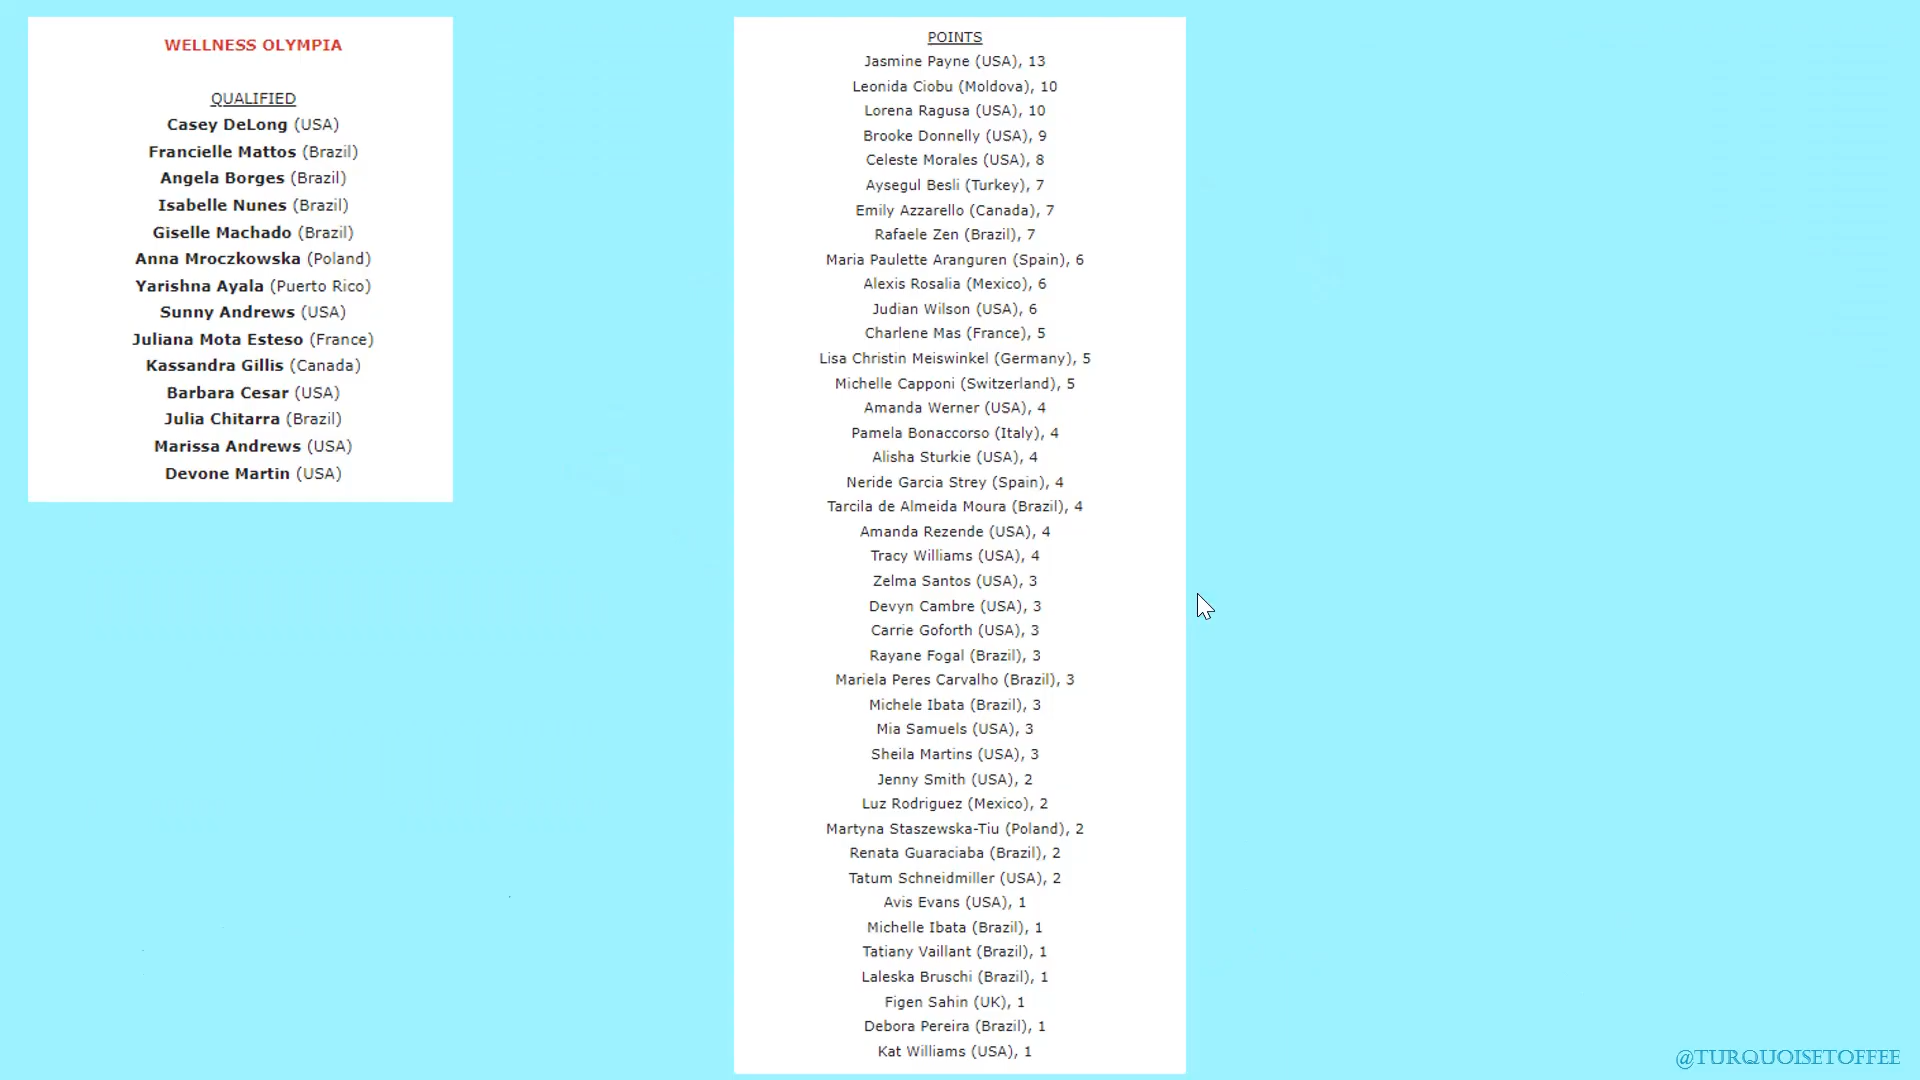 WELLNESS OLYMPIA
QUALIFIED
Casey DeLong (USA)
Francielle Mattos (Brazil)
Angela Borges (Brazil)
Isabelle Nunes (Brazil)
Giselle Machado (Brazil)
Anna Mroczkowska (Poland)
Yarishna Ayala (Puerto Rico)
Sunny Andrews (USA)
Juliana Mota Esteso (France)
Kassandra Gillis (Canada)
Barbara Cesar (USA)
Julia Chitarra (Brazil)
Marissa Andrews (USA)
Devone Martin (USA)
POINTS
Jasmine Payne (USA), 13
Leonida Ciobu (Moldova), 10
Lorena Ragusa (USA), 10
Brooke Donnelly (USA), 9
Celeste Morales (USA), 8
Aysegul Besli (Turkey), 7
Emily Azzarello (Canada), 7
Rafaele Zen (Brazil), 7
Maria Paulette Aranguren (Spain), 6
Alexis Rosalia (Mexico), 6
Judian Wilson (USA), 6
Charlene Mas (France), 5
Lisa Christin Meiswinkel (Germany), 5
Michelle Capponi (Switzerland), 5
Amanda Werner (USA), 4
Pamela Bonaccorso (Italy), 4
Alisha Sturkie (USA), 4
Neride Garcia Strey (Spain), 4
Tarcila de Almeida Moura (Brazil), 4
Amanda Rezende (USA), 4
Tracy Williams (USA), 4
Zelma Santos (USA), 3
Devyn Cambre (USA), 3
Carrie Goforth (USA), 3
Rayane Fogal (Brazil), 3
Mariela Peres Carvalho (Brazil), 3
Michele Ibata (Brazil), 3
Mia Samuels (USA), 3
Sheila Martins (USA), 3
Jenny Smith (USA), 2
Luz Rodriguez (Mexico), 2
Martyna Staszewska-Tiu (Poland), 2
Renata Guaraciaba (Brazil), 2
Tatum Schneidmiller (USA), 2
Avis Evans (USA), 1
Michelle Ibata (Brazil), 1
Tatiany Vaillant (Brazil), 1
Laleska Bruschi (Brazil), 1
Figen Sahin (UK), 1
Debora Pereira (Brazil), 1
Kat Williams (USA), 1
@TURQUOISETOFFEE